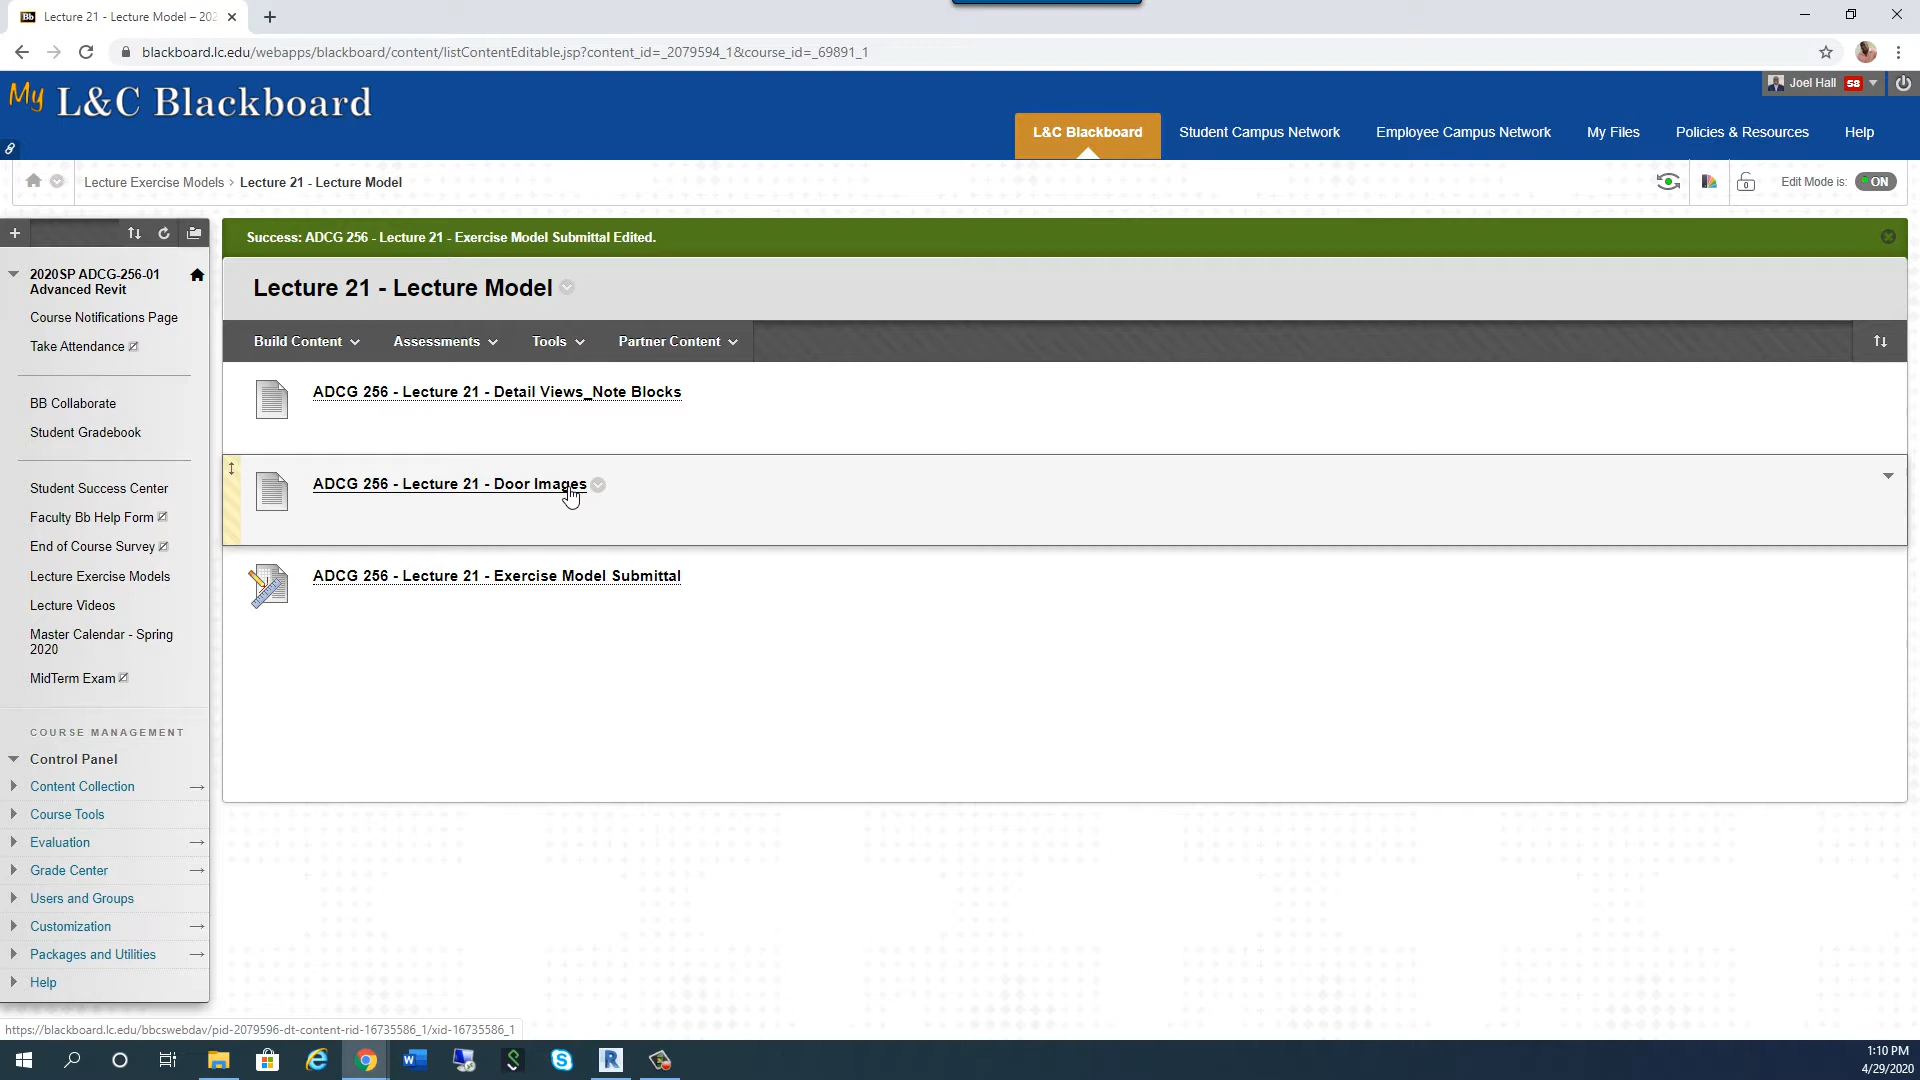 Lecture 21 - Lecture Model – 202
blackboard.lc.edu/webapps/blackboard/content/listContentEditable.jsp?content_id=_2079594_1&course_id=_69891_1
My L&C Blackboard
Joel Hall 58
L&C Blackboard
Student Campus Network
Employee Campus Network
My Files
Policies & Resources
Help
Lecture Exercise Models > Lecture 21 - Lecture Model
Edit Mode is: ON
Success: ADCG 256 - Lecture 21 - Exercise Model Submittal Edited.
2020SP ADCG-256-01
Advanced Revit
Course Notifications Page
Take Attendance
BB Collaborate
Student Gradebook
Student Success Center
Faculty Bb Help Form
End of Course Survey
Lecture Exercise Models
Lecture Videos
Master Calendar - Spring
2020
MidTerm Exam
COURSE MANAGEMENT
Control Panel
Content Collection
Course Tools
Evaluation
Grade Center
Users and Groups
Customization
Packages and Utilities
Help
Lecture 21 - Lecture Model
Build Content
Assessments
Tools
Partner Content
ADCG 256 - Lecture 21 - Detail Views_Note Blocks
ADCG 256 - Lecture 21 - Door Images
ADCG 256 - Lecture 21 - Exercise Model Submittal
https://blackboard.lc.edu/bbcswebdav/pid-2079596-dt-content-rid-16735586_1/xid-16735586_1
1:10 PM
4/29/2020